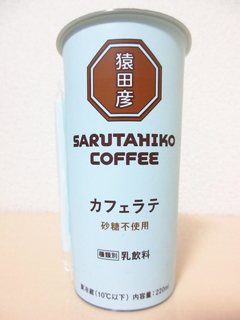 猿田彦
SARUTAHIKO
COFFEE
カフェラテ
砂糖不使用
種類別 乳飲料
要冷蔵(10℃以下) 内容量:220ml